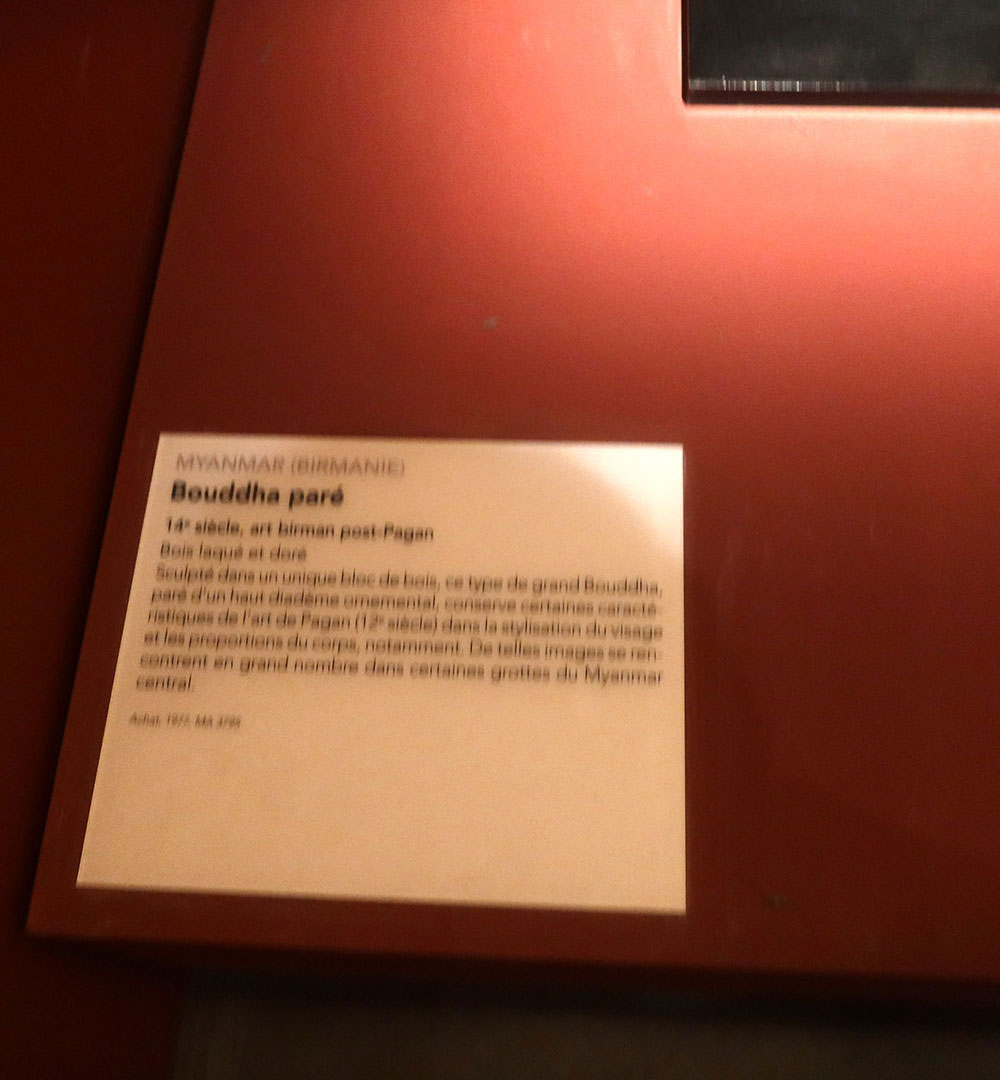 MYANMAR (BIRMANIE)
Bouddha paré
14e siècle, art birman post-Pagan
Bois laqué et doré
Sculpté dans un unique bloc de bois, ce type de grand Bouddha,
paré d'un haut diadème ornemental, conserve certaines caracté-
ristiques de l'art de Pagan (12e siècle) dans la stylisation du visage
et les proportions du corps, notamment. De telles images se ren-
contrent en grand nombre dans certaines grottes du Myanmar
central.
Achat, 1977, MA